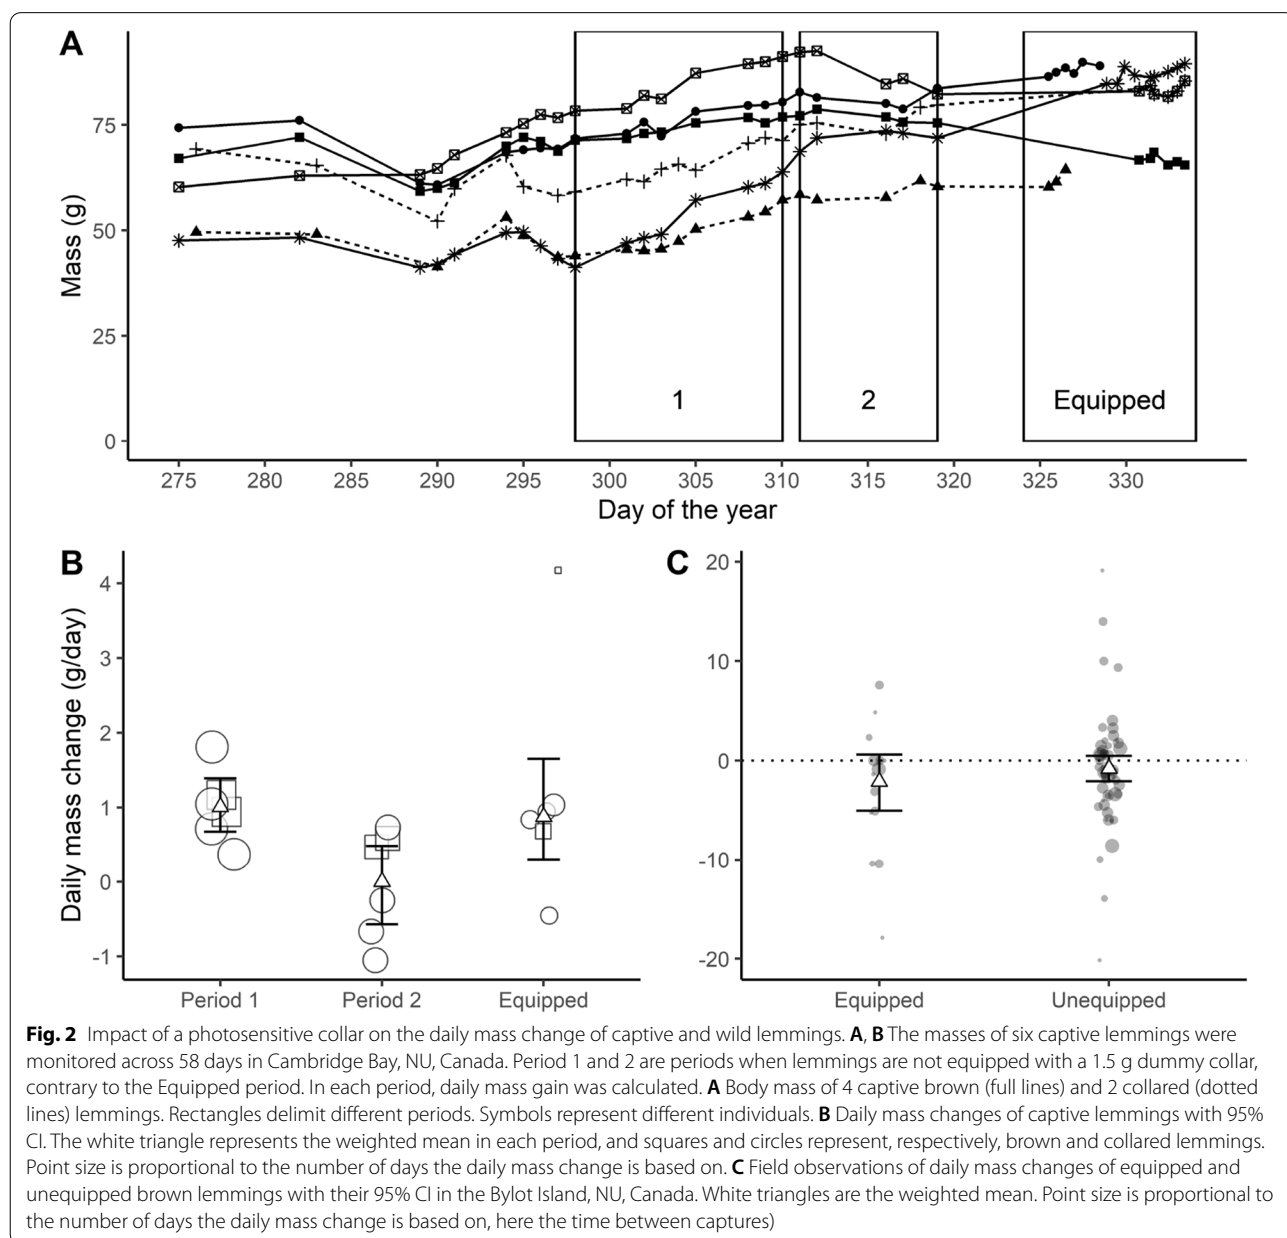 A
Mass (g)
75
50
25
0
1
2
Equipped
275 280 285 290 295 300 305 310 315 320 325 330
Day of the year
B
Daily mass change (g/day)
4
3
2
1
0
-1
Period 1 Period 2 Equipped
C
20
10
0
-10
-20
Equipped Unequipped
Fig. 2 Impact of a photosensitive collar on the daily mass change of captive and wild lemmings. A, B The masses of six captive lemmings were
monitored across 58 days in Cambridge Bay, NU, Canada. Period 1 and 2 are periods when lemmings are not equipped with a 1.5 g dummy collar,
contrary to the Equipped period. In each period, daily mass gain was calculated. A Body mass of 4 captive brown (full lines) and 2 collared (dotted
lines) lemmings. Rectangles delimit different periods. Symbols represent different individuals. B Daily mass changes of captive lemmings with 95%
CI. The white triangle represents the weighted mean in each period, and squares and circles represent, respectively, brown and collared lemmings.
Point size is proportional to the number of days the daily mass change is based on. C Field observations of daily mass changes of equipped and
unequipped brown lemmings with their 95% CI in the Bylot Island, NU, Canada. White triangles are the weighted mean. Point size is proportional to
the number of days the daily mass change is based on, here the time between captures)